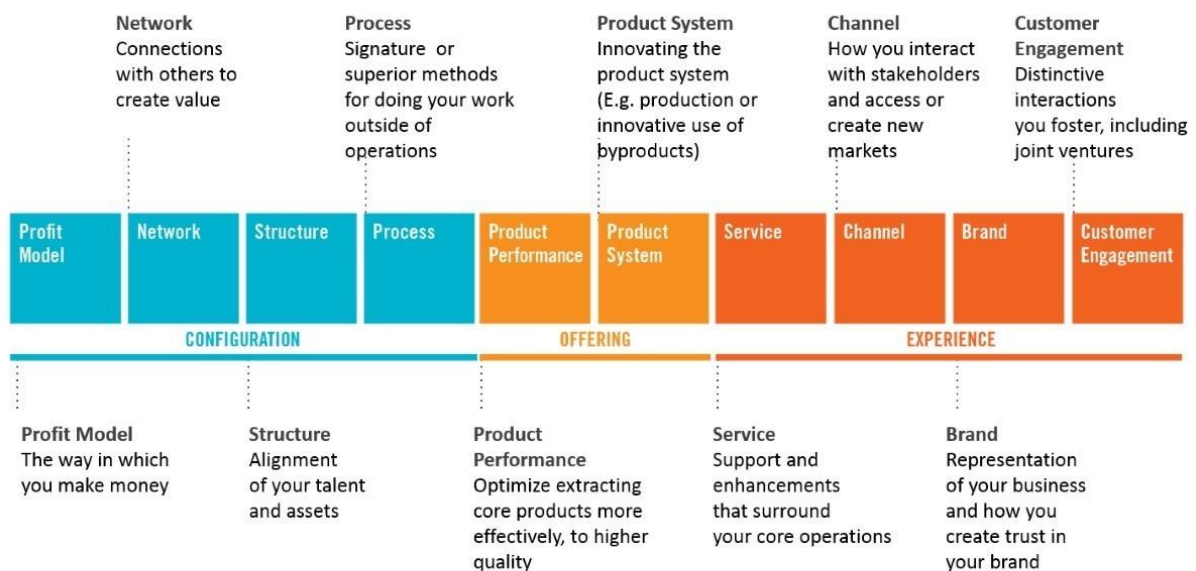 Network
Connections
with others to
create value
Process
Signature or
superior methods
for doing your work
outside of
operations
Product System
Innovating the
product system
(E.g. production or
innovative use of
byproducts)
Channel
How you interact
with stakeholders
and access or
create new
markets
Customer
Engagement
Distinctive
interactions
you foster, including
joint ventures
Profit
Model
Network
Structure
Process
Product
Performance
Product
System
Service
Channel
Brand
Customer
Engagement
CONFIGURATION
OFFERING
EXPERIENCE
Profit Model
The way in which
you make money
Structure
Alignment
of your talent
and assets
Product
Performance
Optimize extracting
core products more
effectively, to higher
quality
Service
Support and
enhancements
that surround
your core operations
Brand
Representation
of your business
and how you
create trust in
your brand